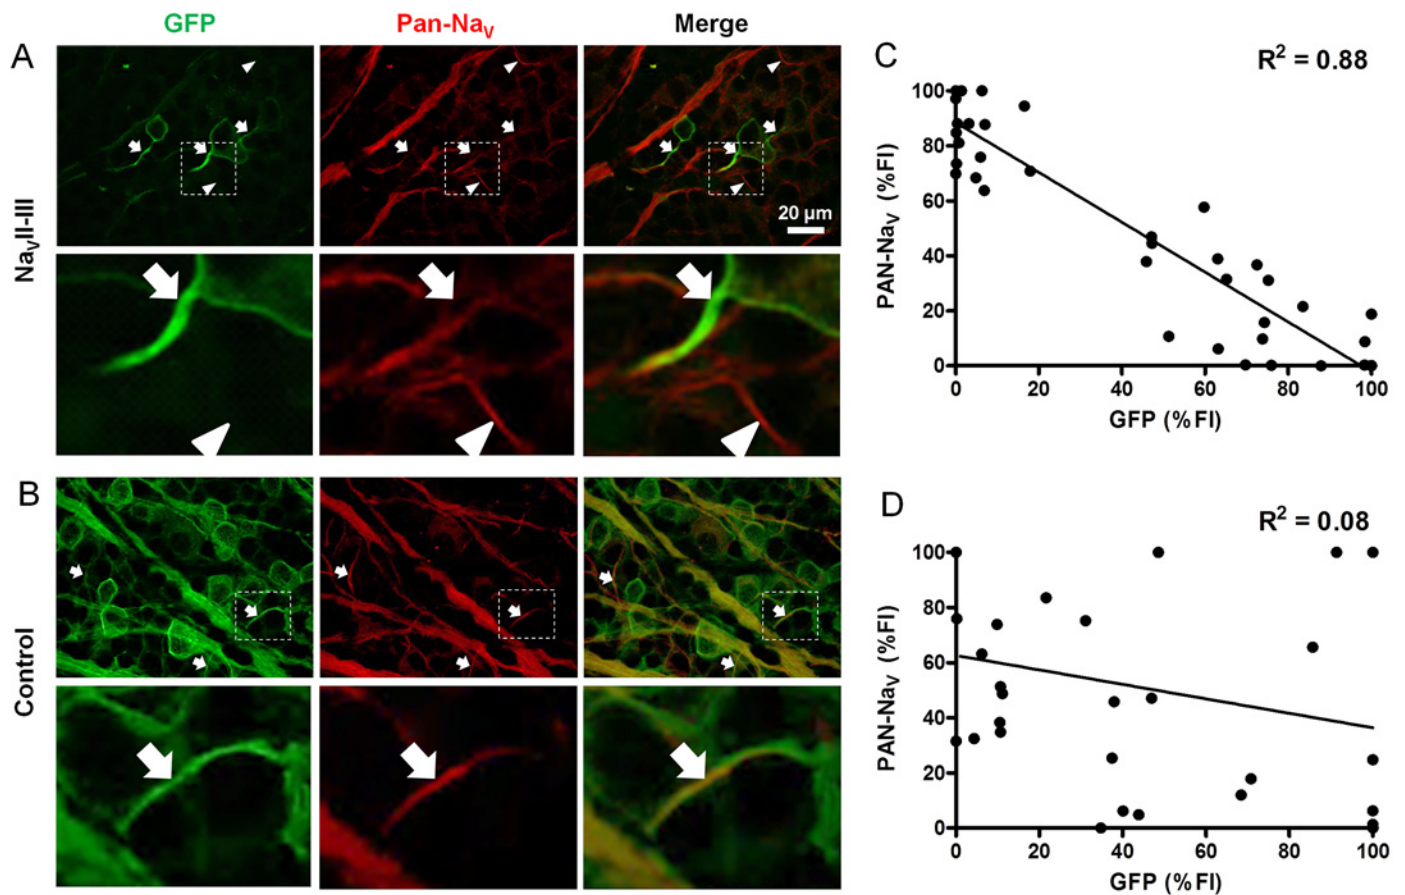 GFP Pan-NaV Merge
A
NaVII-III
20 µm
B
Control
C
R2 = 0.88
PAN-NaV (%FI)
100
80
60
40
20
0
0 20 40 60 80 100
GFP (%FI)
D
R2 = 0.08
PAN-NaV (%FI)
100
80
60
40
20
0
0 20 40 60 80 100
GFP (%FI)